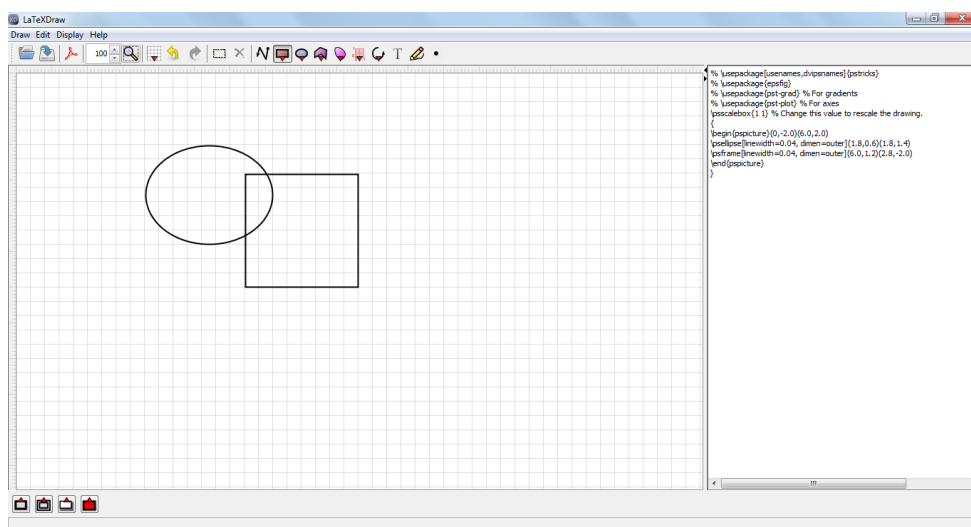 LaTeXDraw
Draw Edit Display Help
100 T
% \usepackage[usenames,dvipsnames]{pstricks}
% \usepackage{epsfig}
% \usepackage{pst-grad} % For gradients
% \usepackage{pst-plot} % For axes
\psscalebox{1 1} % Change this value to rescale the drawing.
{
\begin{pspicture}(0,-2.0)(6.0,2.0)
\psellipse[linewidth=0.04, dimen=outer](1.8,0.6)(1.8,1.4)
\psframe[linewidth=0.04, dimen=outer](6.0,1.2)(2.8,-2.0)
\end{pspicture}
}